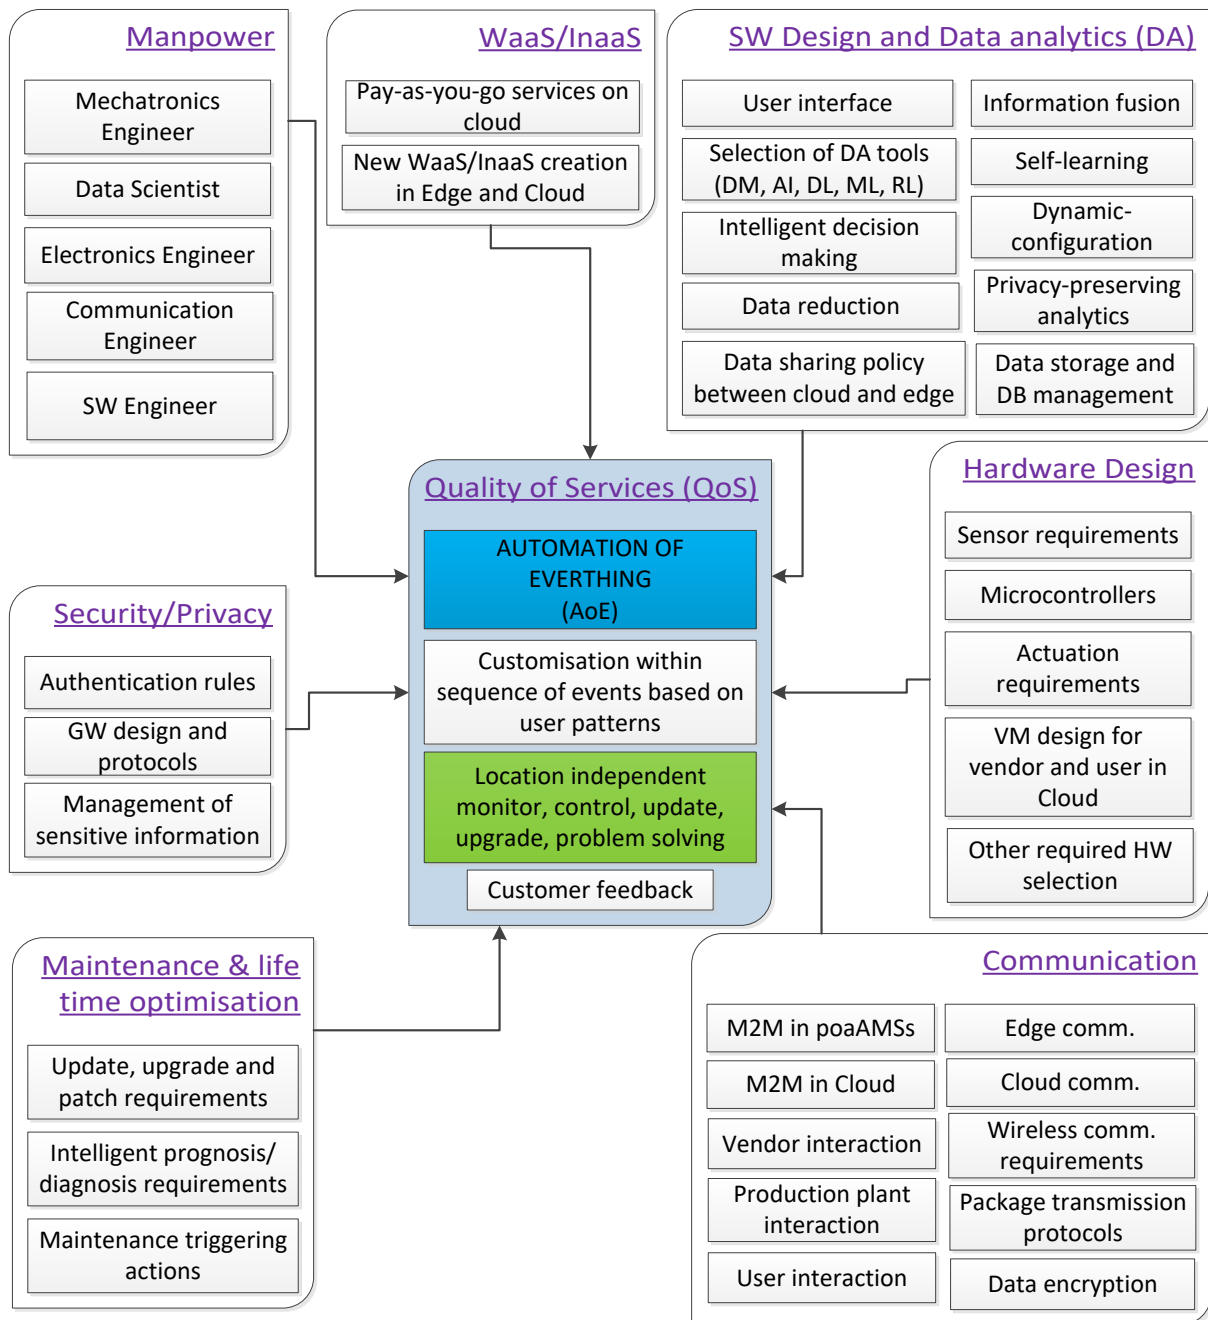 Manpower
Mechatronics
Engineer
Data Scientist
Electronics Engineer
Communication
Engineer
SW Engineer
WaaS/InaaS
Pay-as-you-go services on
cloud
New WaaS/InaaS creation
in Edge and Cloud
SW Design and Data analytics (DA)
User interface
Selection of DA tools
(DM, AI, DL, ML, RL)
Intelligent decision
making
Data reduction
Data sharing policy
between cloud and edge
Information fusion
Self-learning
Dynamic-
configuration
Privacy-preserving
analytics
Data storage and
DB management
Quality of Services (QoS)
AUTOMATION OF
EVERTHING
(AoE)
Customisation within
sequence of events based on
user patterns
Location independent
monitor, control, update,
upgrade, problem solving
Customer feedback
Hardware Design
Sensor requirements
Microcontrollers
Actuation
requirements
VM design for
vendor and user in
Cloud
Other required HW
selection
Security/Privacy
Authentication rules
GW design and
protocols
Management of
sensitive information
Maintenance & life
time optimisation
Update, upgrade and
patch requirements
Intelligent prognosis/
diagnosis requirements
Maintenance triggering
actions
Communication
M2M in poaAMSs
M2M in Cloud
Vendor interaction
Production plant
interaction
User interaction
Edge comm.
Cloud comm.
Wireless comm.
requirements
Package transmission
protocols
Data encryption